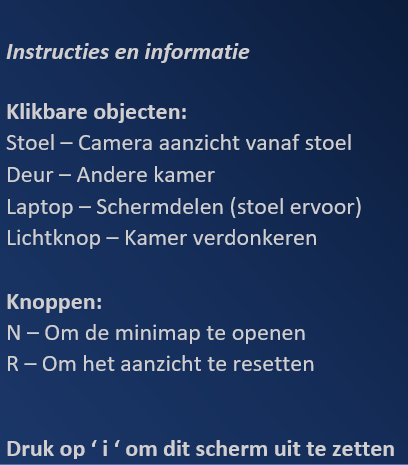 Instructies en informatie
Klikbare objecten:
Stoel – Camera aanzicht vanaf stoel
Deur – Andere kamer
Laptop – Schermdelen (stoel ervoor)
Lichtknop – Kamer verdonkeren
Knoppen:
N – Om de minimap te openen
R – Om het aanzicht te resetten
Druk op ‘ i ‘ om dit scherm uit te zetten